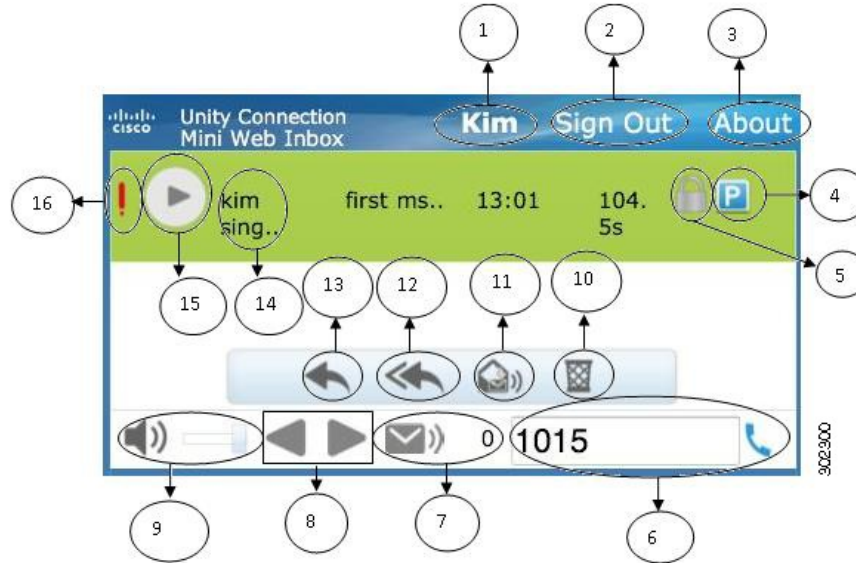 1
2
3
CISCO
Unity Connection
Mini Web Inbox
Kim
Sign Out
About
16
kim
sing..
first ms..
13:01
104.
5s
P
4
5
15
14
13
12
11
10
0
1015
302300
9
8
7
6